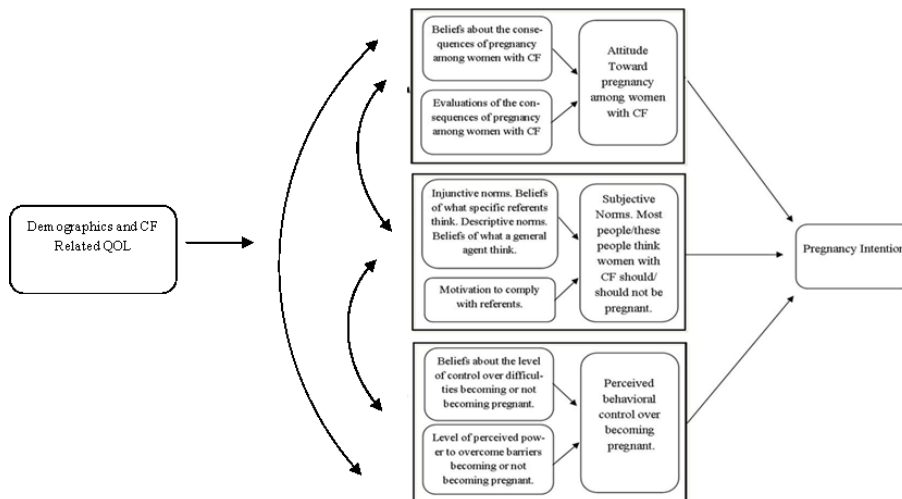 Demographics and CF
Related QOL
Beliefs about the conse-
quences of pregnancy
among women with CF
Evaluations of the con-
sequences of pregnancy
among women with CF
Attitude
Toward
pregnancy
among women
with CF
Injunctive norms. Beliefs
of what specific referents
think. Descriptive norms.
Beliefs of what a general
agent think.
Motivation to comply
with referents.
Subjective
Norms. Most
people/these
people think
women with
CF should/
should not be
pregnant.
Beliefs about the level
of control over difficul-
ties becoming or not
becoming pregnant.
Level of perceived pow-
er to overcome barriers
becoming or not
becoming pregnant.
Perceived
behavioral
control over
becoming
pregnant.
Pregnancy Intention